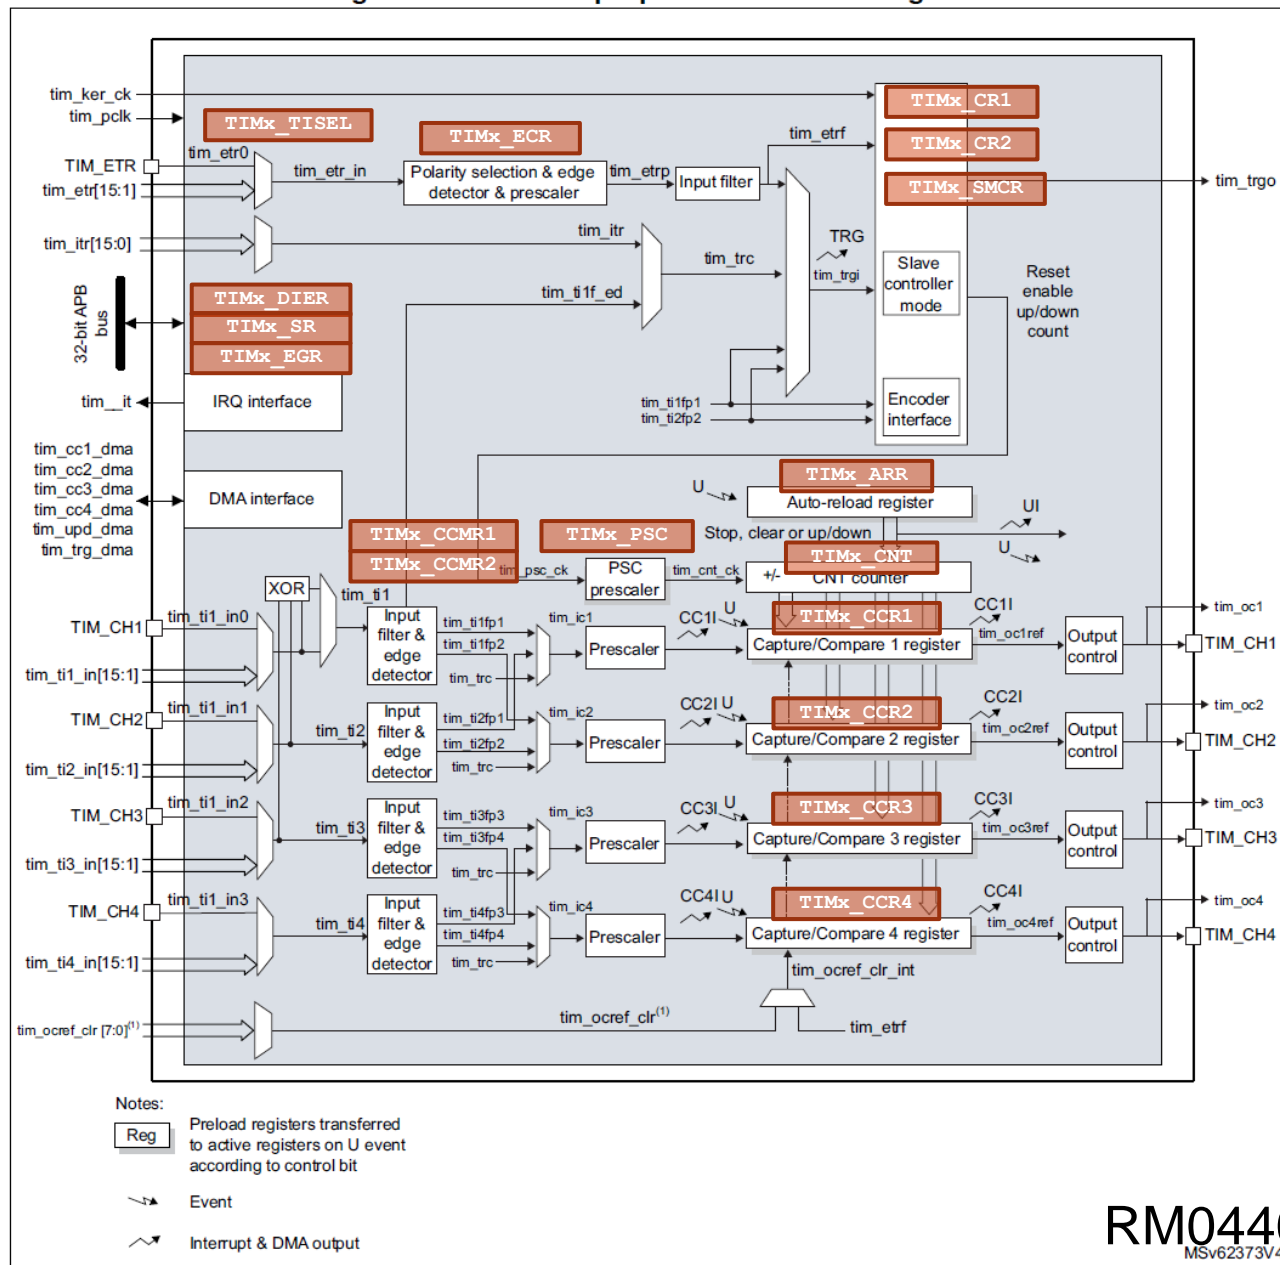 tim_ker_ck
tim_pclk
TIMx_TISEL
TIMx_ECR
TIMx_CR1
TIMx_CR2
TIMx_SMCR
TIM_ETR
tim_etr0
tim_etr[15:1]
tim_etr_in
Polarity selection & edge
detector & prescaler
tim_etrp
Input filter
tim_etrf
tim_trgo
tim_itr[15:0]
tim_itr
tim_trc
TRG
tim_trgi
tim_ti1f_ed
Slave
controller
mode
Reset
enable
up/down
count
32-bit APB
bus
TIMx_DIER
TIMx_SR
TIMx_EGR
tim__it
IRQ interface
tim_ti1fp1
tim_ti2fp2
Encoder
interface
tim_cc1_dma
tim_cc2_dma
tim_cc3_dma
tim_cc4_dma
tim_upd_dma
tim_trg_dma
DMA interface
TIMx_ARR
U
Auto-reload register
UI
U
Stop, clear or up/down
TIMx_CCMR1
TIMx_CCMR2
TIMx_PSC
TIMx_CNT
tim_psc_ck
PSC
prescaler
tim_cnt_ck
+/-
CNT counter
XOR
tim_ti1
TIM_CH1
tim_ti1_in0
tim_ti1_in[15:1]
Input
filter &
edge
detector
tim_ti1fp1
tim_ti1fp2
tim_trc
tim_ic1
Prescaler
CC1I
U
TIMx_CCR1
Capture/Compare 1 register
CC1I
tim_oc1ref
Output
control
tim_oc1
TIM_CH1
TIM_CH2
tim_ti1_in1
tim_ti2_in[15:1]
tim_ti2
Input
filter &
edge
detector
tim_ti2fp1
tim_ti2fp2
tim_trc
tim_ic2
Prescaler
CC2I
U
TIMx_CCR2
Capture/Compare 2 register
CC2I
tim_oc2ref
Output
control
tim_oc2
TIM_CH2
TIM_CH3
tim_ti1_in2
tim_ti3_in[15:1]
tim_ti3
Input
filter &
edge
detector
tim_ti3fp3
tim_ti3fp4
tim_trc
tim_ic3
Prescaler
CC3I
U
TIMx_CCR3
Capture/Compare 3 register
CC3I
tim_oc3ref
Output
control
tim_oc3
TIM_CH3
TIM_CH4
tim_ti1_in3
tim_ti4_in[15:1]
tim_ti4
Input
filter &
edge
detector
tim_ti4fp3
tim_ti4fp4
tim_trc
tim_ic4
Prescaler
CC4I
U
TIMx_CCR4
Capture/Compare 4 register
CC4I
tim_oc4ref
Output
control
tim_oc4
TIM_CH4
tim_ocref_clr_int
tim_ocref_clr [7:0](1)
tim_ocref_clr(1)
tim_etrf
Notes:
Reg
Preload registers transferred
to active registers on U event
according to control bit
Event
Interrupt & DMA output
RM044
MSv62373V4